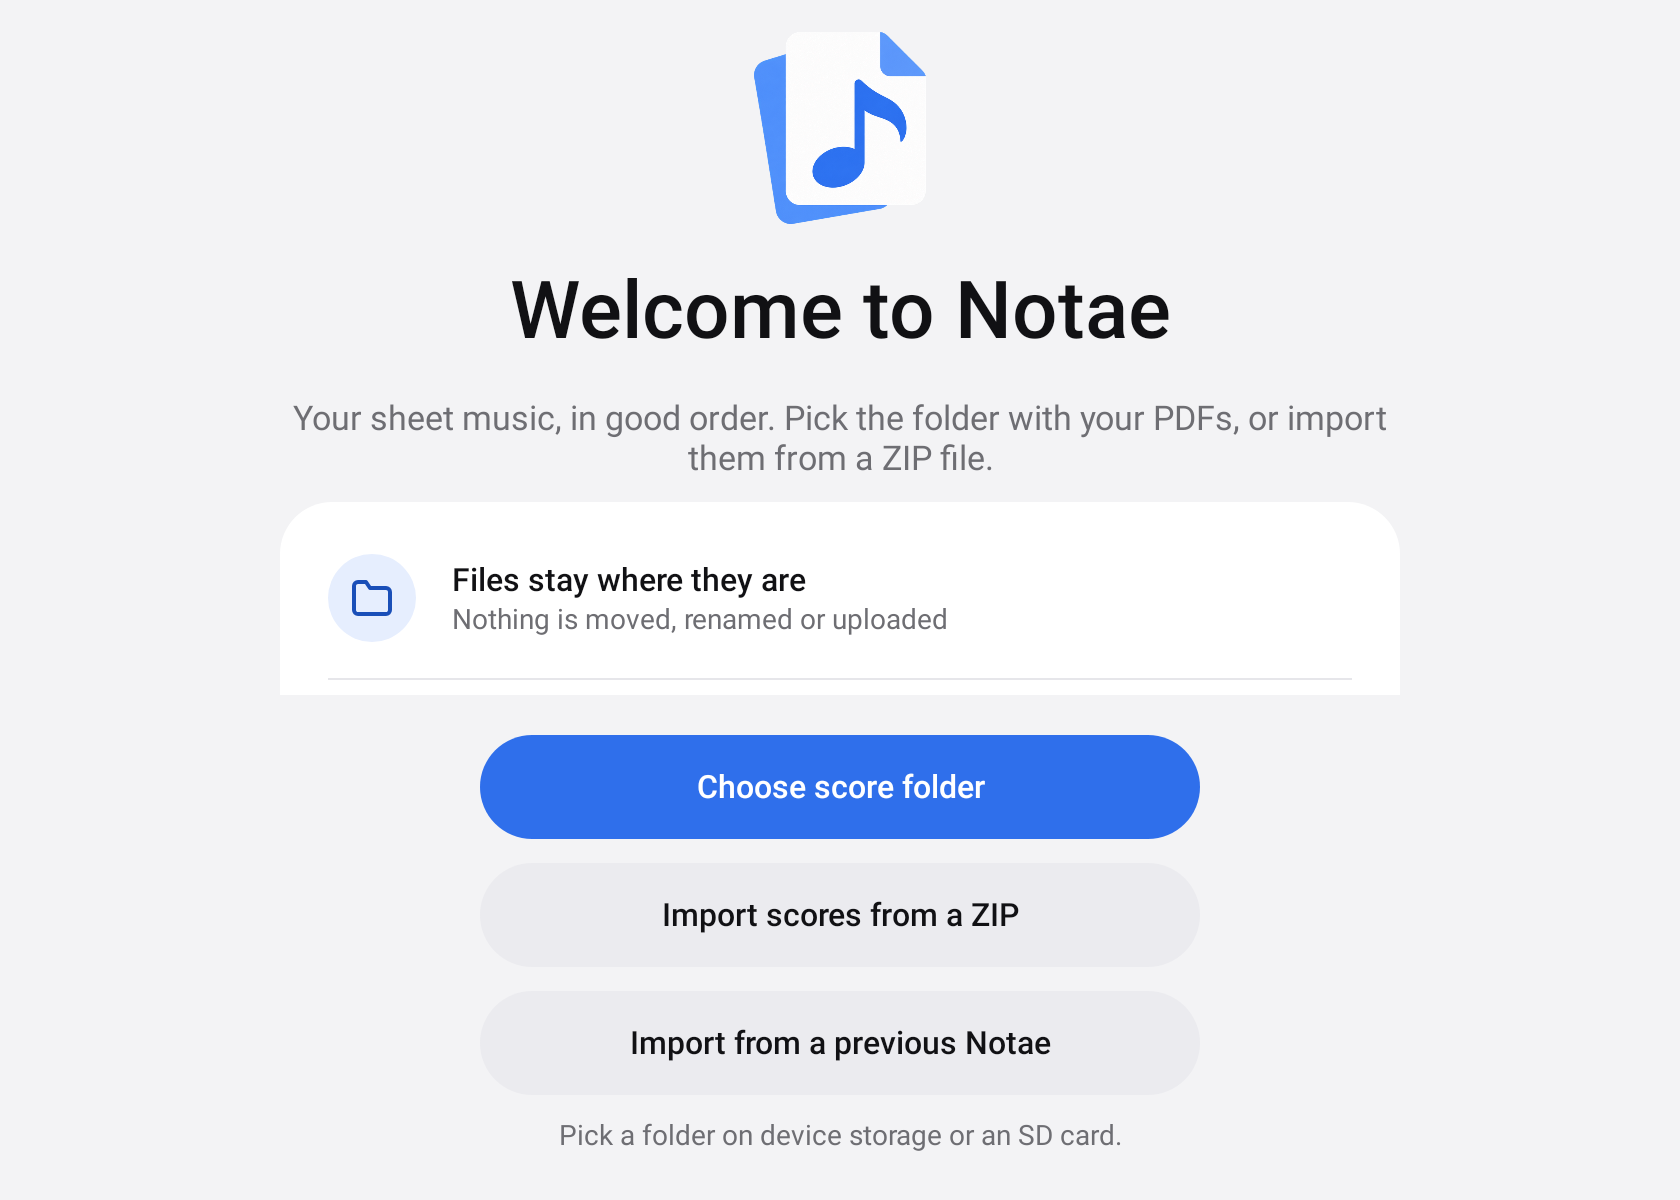 Welcome to Notae
Your sheet music, in good order. Pick the folder with your PDFs, or import
them from a ZIP file.
Files stay where they are
Nothing is moved, renamed or uploaded
Choose score folder
Import scores from a ZIP
Import from a previous Notae
Pick a folder on device storage or an SD card.